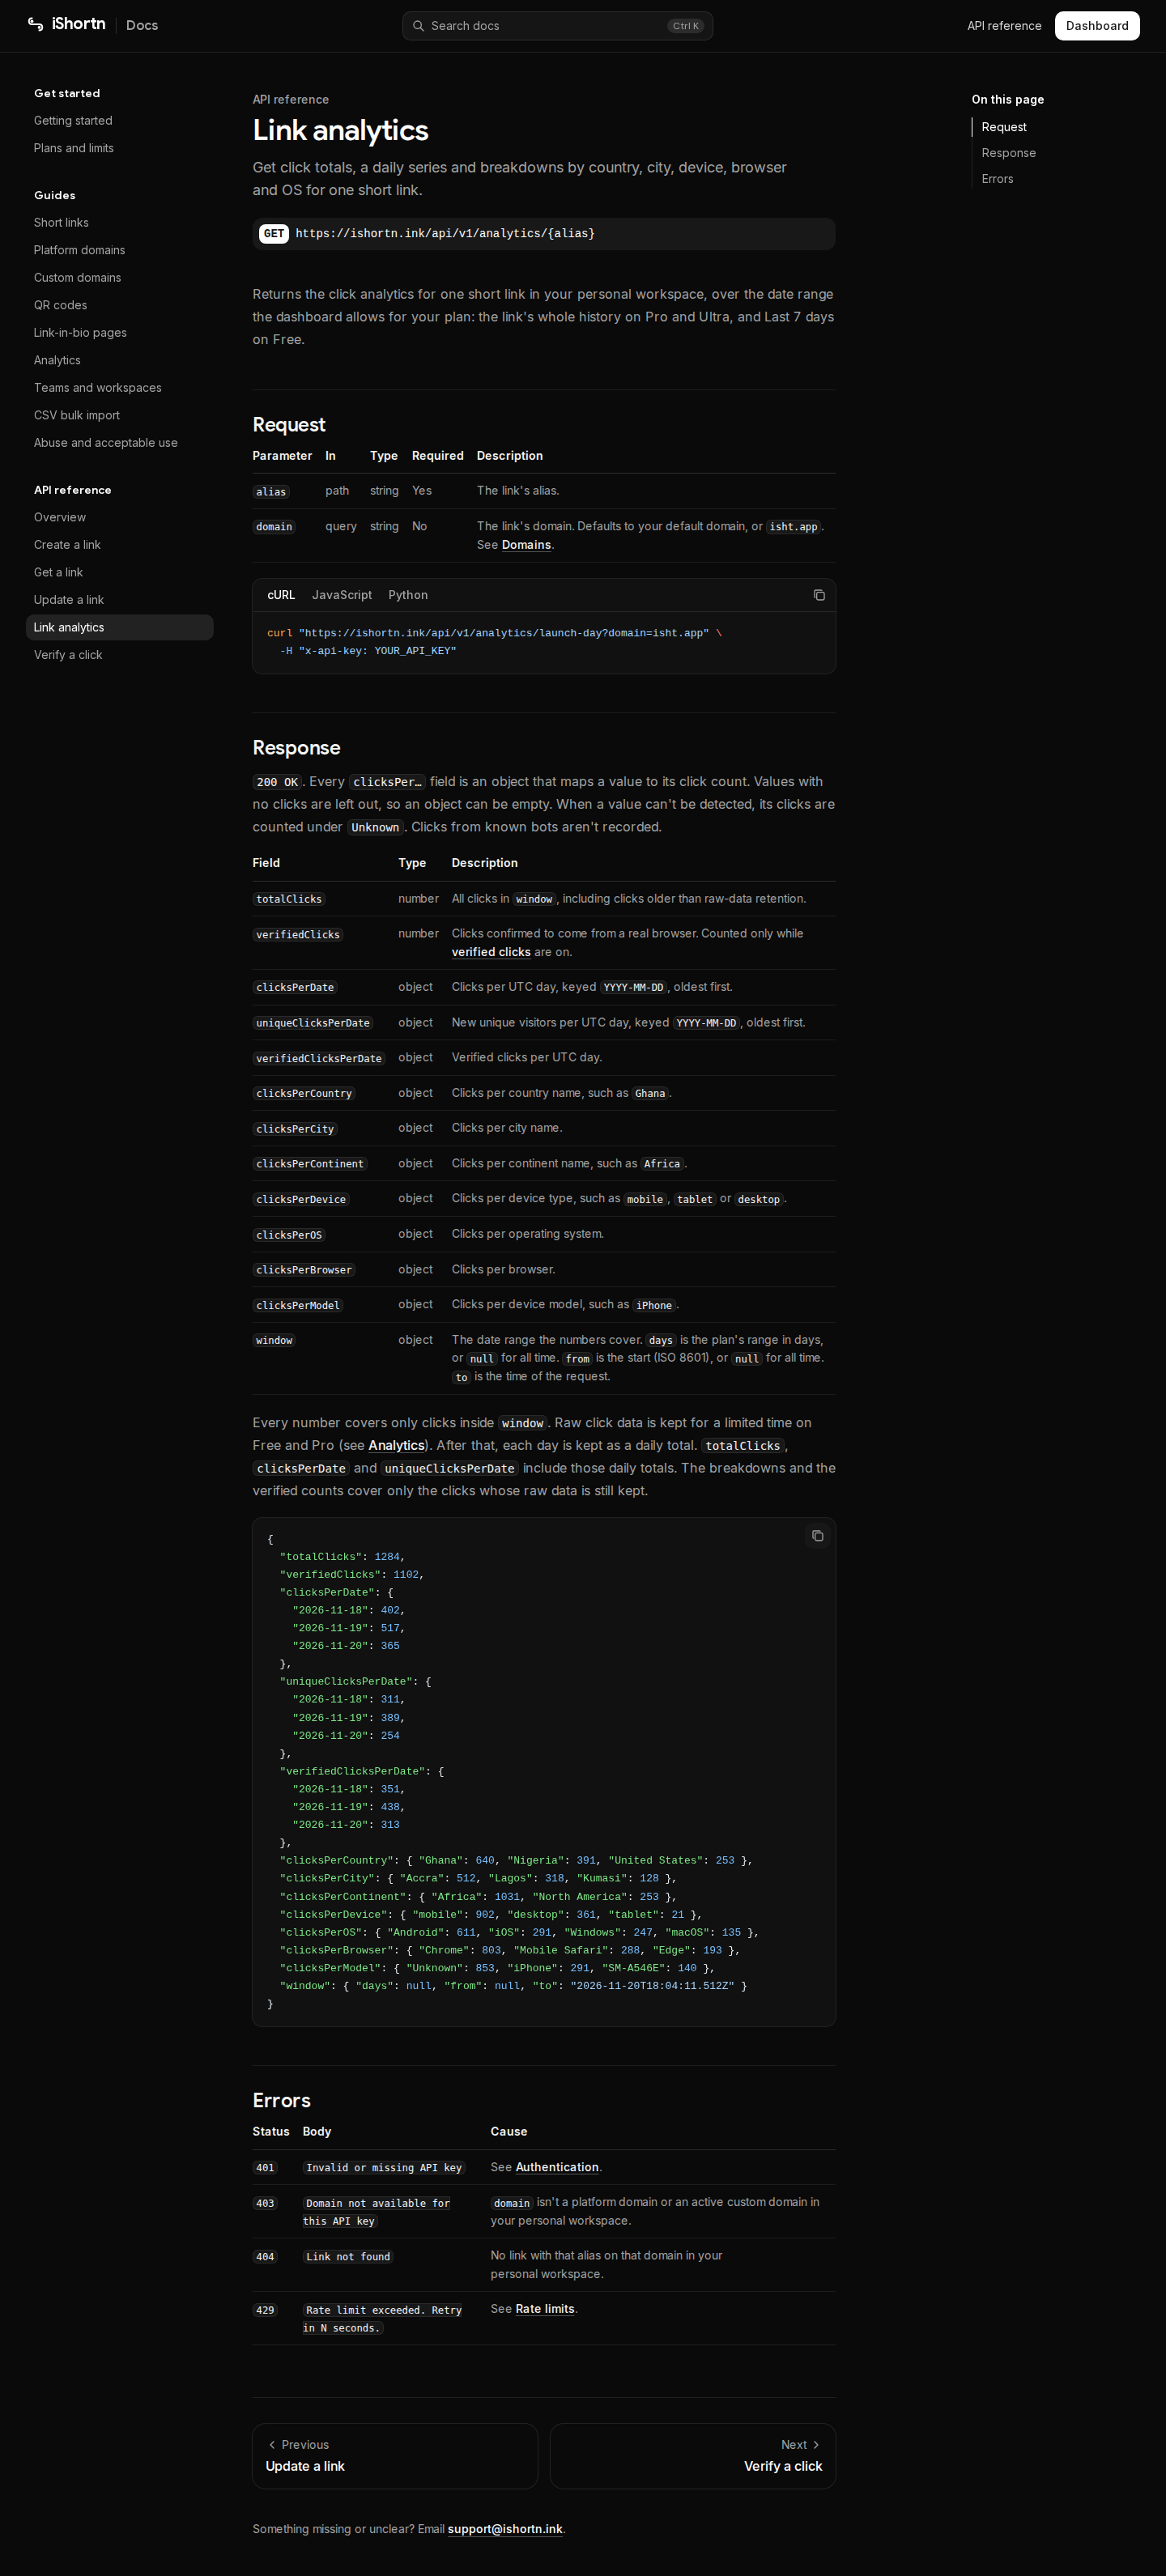 iShortn Docs Search docs Ctrl K API reference Dashboard
Get started
Getting started
Plans and limits
Guides
Short links
Platform domains
Custom domains
QR codes
Link-in-bio pages
Analytics
Teams and workspaces
CSV bulk import
Abuse and acceptable use
API reference
Overview
Create a link
Get a link
Update a link
Link analytics
Verify a click
API reference
Link analytics
Get click totals, a daily series and breakdowns by country, city, device, browser
and OS for one short link.
GET https://ishortn.ink/api/v1/analytics/{alias}
Returns the click analytics for one short link in your personal workspace, over the date range
the dashboard allows for your plan: the link's whole history on Pro and Ultra, and Last 7 days
on Free.
Request
Parameter In Type Required Description
alias path string Yes The link's alias.
domain query string No The link's domain. Defaults to your default domain, or isht.app.
See Domains.
cURL JavaScript Python
curl "https://ishortn.ink/api/v1/analytics/launch-day?domain=isht.app" \
-H "x-api-key: YOUR_API_KEY"
Response
200 OK. Every clicksPer… field is an object that maps a value to its click count. Values with
no clicks are left out, so an object can be empty. When a value can't be detected, its clicks are
counted under Unknown. Clicks from known bots aren't recorded.
Field Type Description
totalClicks number All clicks in window, including clicks older than raw-data retention.
verifiedClicks number Clicks confirmed to come from a real browser. Counted only while
verified clicks are on.
clicksPerDate object Clicks per UTC day, keyed YYYY-MM-DD, oldest first.
uniqueClicksPerDate object New unique visitors per UTC day, keyed YYYY-MM-DD, oldest first.
verifiedClicksPerDate object Verified clicks per UTC day.
clicksPerCountry object Clicks per country name, such as Ghana.
clicksPerCity object Clicks per city name.
clicksPerContinent object Clicks per continent name, such as Africa.
clicksPerDevice object Clicks per device type, such as mobile, tablet or desktop.
clicksPerOS object Clicks per operating system.
clicksPerBrowser object Clicks per browser.
clicksPerModel object Clicks per device model, such as iPhone.
window object The date range the numbers cover. days is the plan's range in days,
or null for all time. from is the start (ISO 8601), or null for all time.
to is the time of the request.
Every number covers only clicks inside window. Raw click data is kept for a limited time on
Free and Pro (see Analytics). After that, each day is kept as a daily total. totalClicks,
clicksPerDate and uniqueClicksPerDate include those daily totals. The breakdowns and the
verified counts cover only the clicks whose raw data is still kept.
{
"totalClicks": 1284,
"verifiedClicks": 1102,
"clicksPerDate": {
"2026-11-18": 402,
"2026-11-19": 517,
"2026-11-20": 365
},
"uniqueClicksPerDate": {
"2026-11-18": 311,
"2026-11-19": 389,
"2026-11-20": 254
},
"verifiedClicksPerDate": {
"2026-11-18": 351,
"2026-11-19": 438,
"2026-11-20": 313
},
"clicksPerCountry": { "Ghana": 640, "Nigeria": 391, "United States": 253 },
"clicksPerCity": { "Accra": 512, "Lagos": 318, "Kumasi": 128 },
"clicksPerContinent": { "Africa": 1031, "North America": 253 },
"clicksPerDevice": { "mobile": 902, "desktop": 361, "tablet": 21 },
"clicksPerOS": { "Android": 611, "iOS": 291, "Windows": 247, "macOS": 135 },
"clicksPerBrowser": { "Chrome": 803, "Mobile Safari": 288, "Edge": 193 },
"clicksPerModel": { "Unknown": 853, "iPhone": 291, "SM-A546E": 140 },
"window": { "days": null, "from": null, "to": "2026-11-20T18:04:11.512Z" }
}
Errors
Status Body Cause
401 Invalid or missing API key See Authentication.
403 Domain not available for this API key domain isn't a platform domain or an active custom domain in
your personal workspace.
404 Link not found No link with that alias on that domain in your
personal workspace.
429 Rate limit exceeded. Retry in N seconds. See Rate limits.
Previous
Update a link
Next
Verify a click
Something missing or unclear? Email support@ishortn.ink.
On this page
Request
Response
Errors